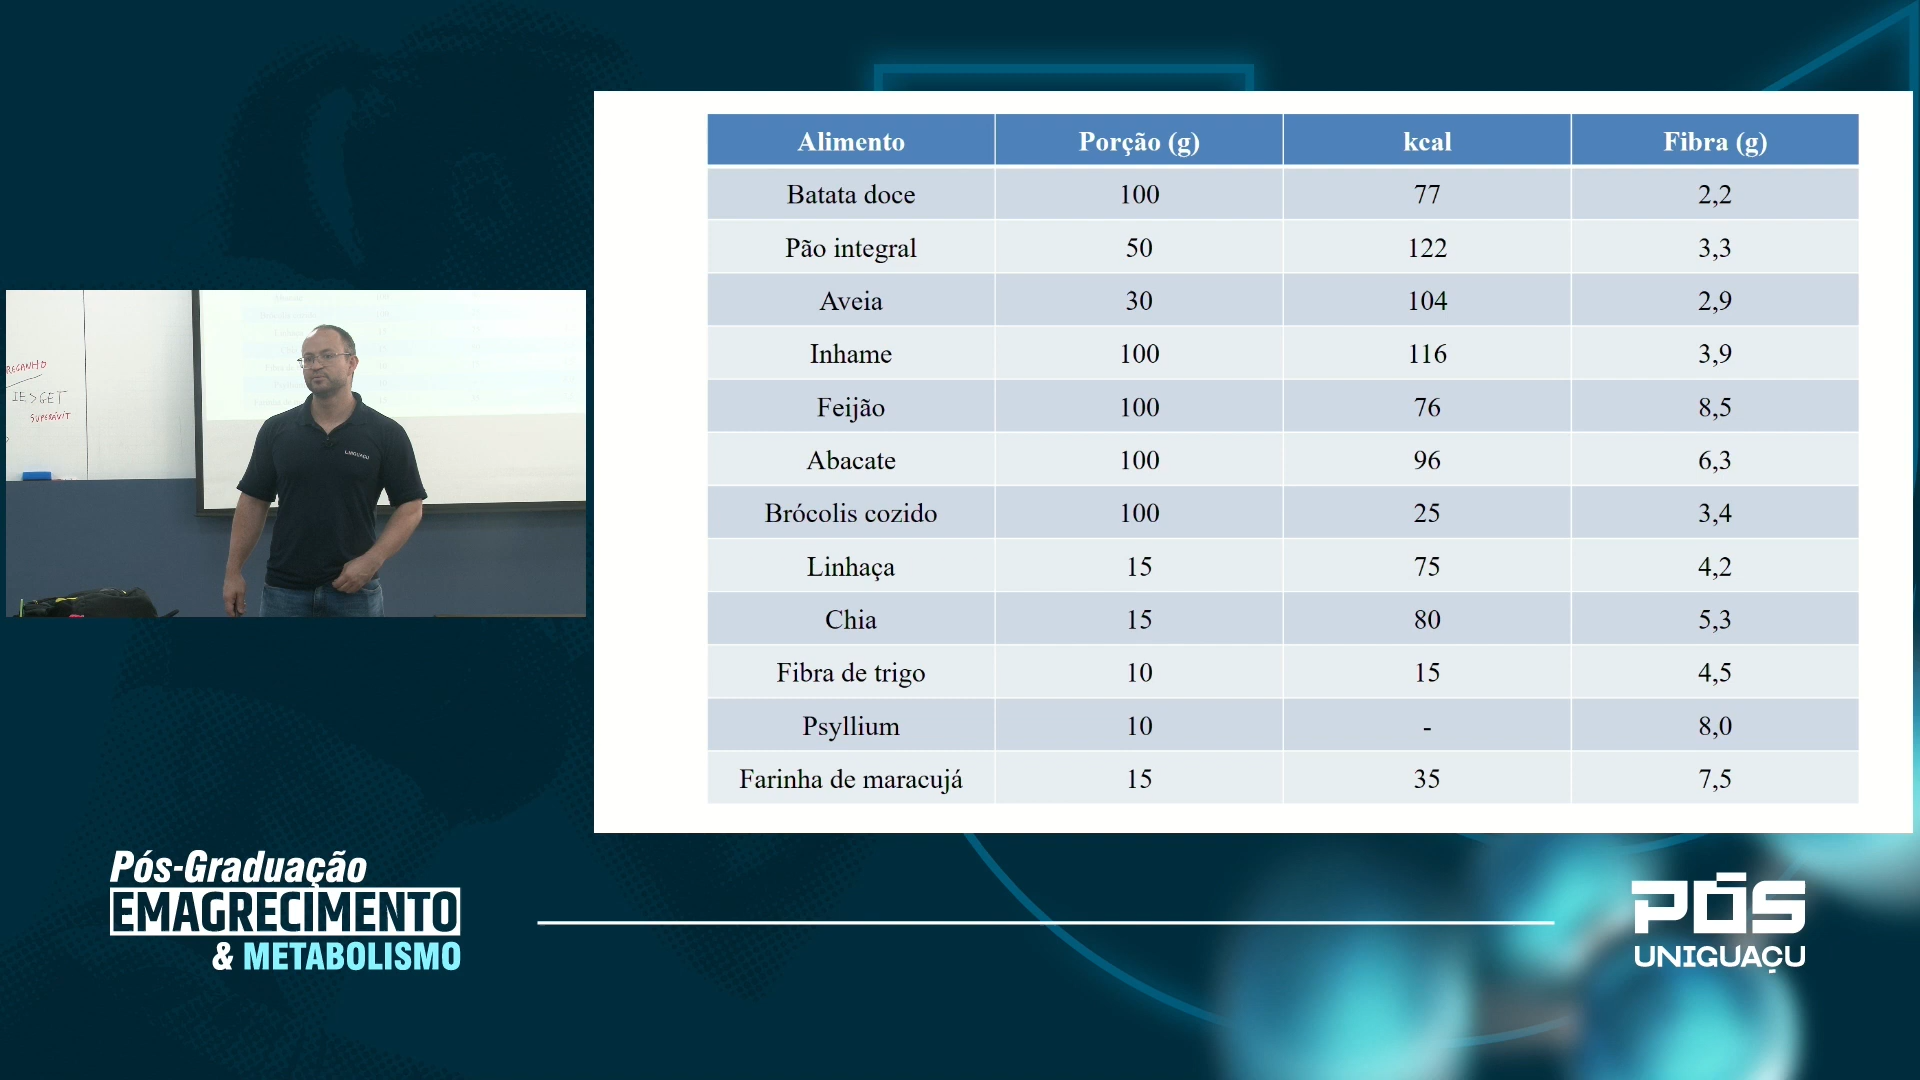 Alimento Porção (g) kcal Fibra (g)
Batata doce 100 77 2,2
Pão integral 50 122 3,3
Aveia 30 104 2,9
Inhame 100 116 3,9
Feijão 100 76 8,5
Abacate 100 96 6,3
Brócolis cozido 100 25 3,4
Linhaça 15 75 4,2
Chia 15 80 5,3
Fibra de trigo 10 15 4,5
Psyllium 10 - 8,0
Farinha de maracujá 15 35 7,5
REGANHO
IESGET
SUPERÁVIT
UNIGUAÇU
Pós-Graduação
EMAGRECIMENTO
& METABOLISMO
PÓS
UNIGUAÇU